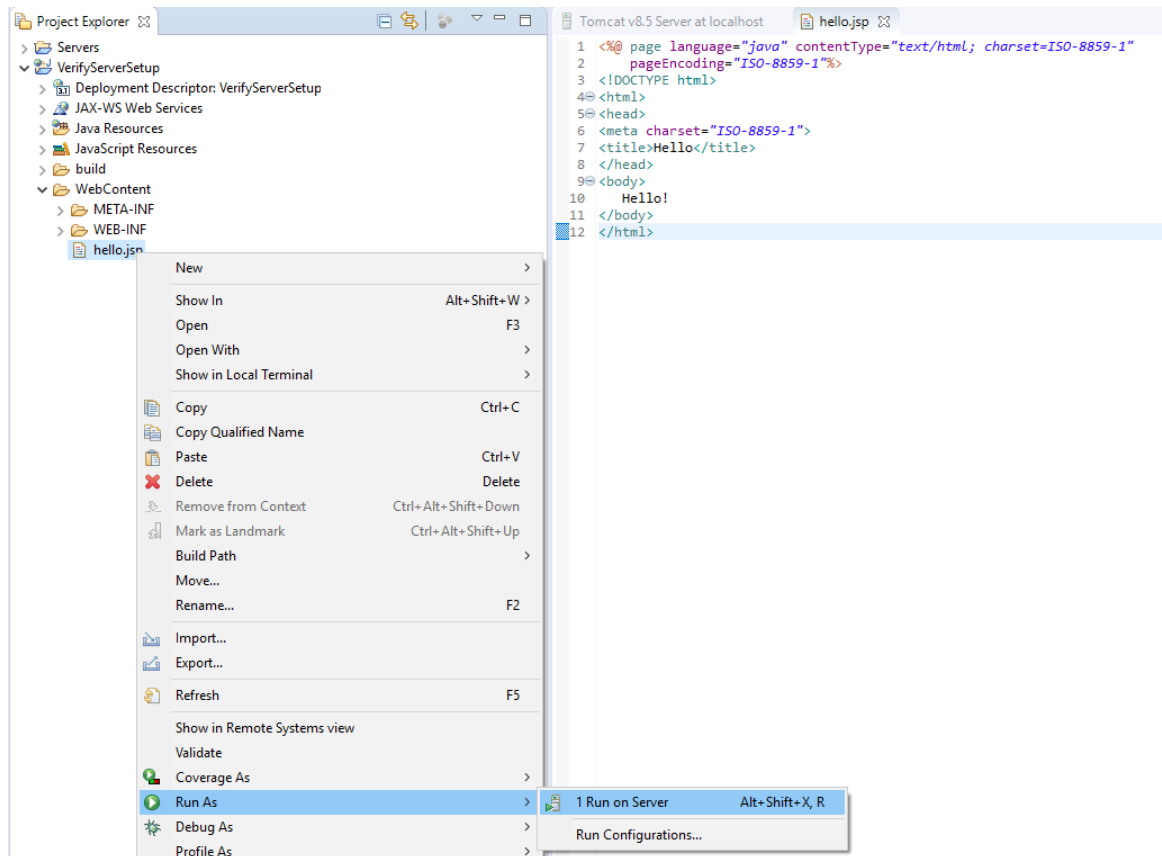 Project Explorer
Servers
VerifyServerSetup
Deployment Descriptor: VerifyServerSetup
JAX-WS Web Services
Java Resources
JavaScript Resources
build
WebContent
META-INF
WEB-INF
hello.jsp
New
Show In Alt+Shift+W
Open F3
Open With
Show in Local Terminal
Copy Ctrl+C
Copy Qualified Name
Paste Ctrl+V
Delete Delete
Remove from Context Ctrl+Alt+Shift+Down
Mark as Landmark Ctrl+Alt+Shift+Up
Build Path
Move...
Rename... F2
Import...
Export...
Refresh F5
Show in Remote Systems view
Validate
Coverage As
Run As
Debug As
Profile As
1 Run on Server Alt+Shift+X, R
Run Configurations...
Tomcat v8.5 Server at localhost hello.jsp
1 <%@ page language="java" contentType="text/html; charset=ISO-8859-1"
2 pageEncoding="ISO-8859-1"%>
3 <!DOCTYPE html>
4 <html>
5 <head>
6 <meta charset="ISO-8859-1">
7 <title>Hello</title>
8 </head>
9 <body>
10 Hello!
11 </body>
12 </html>